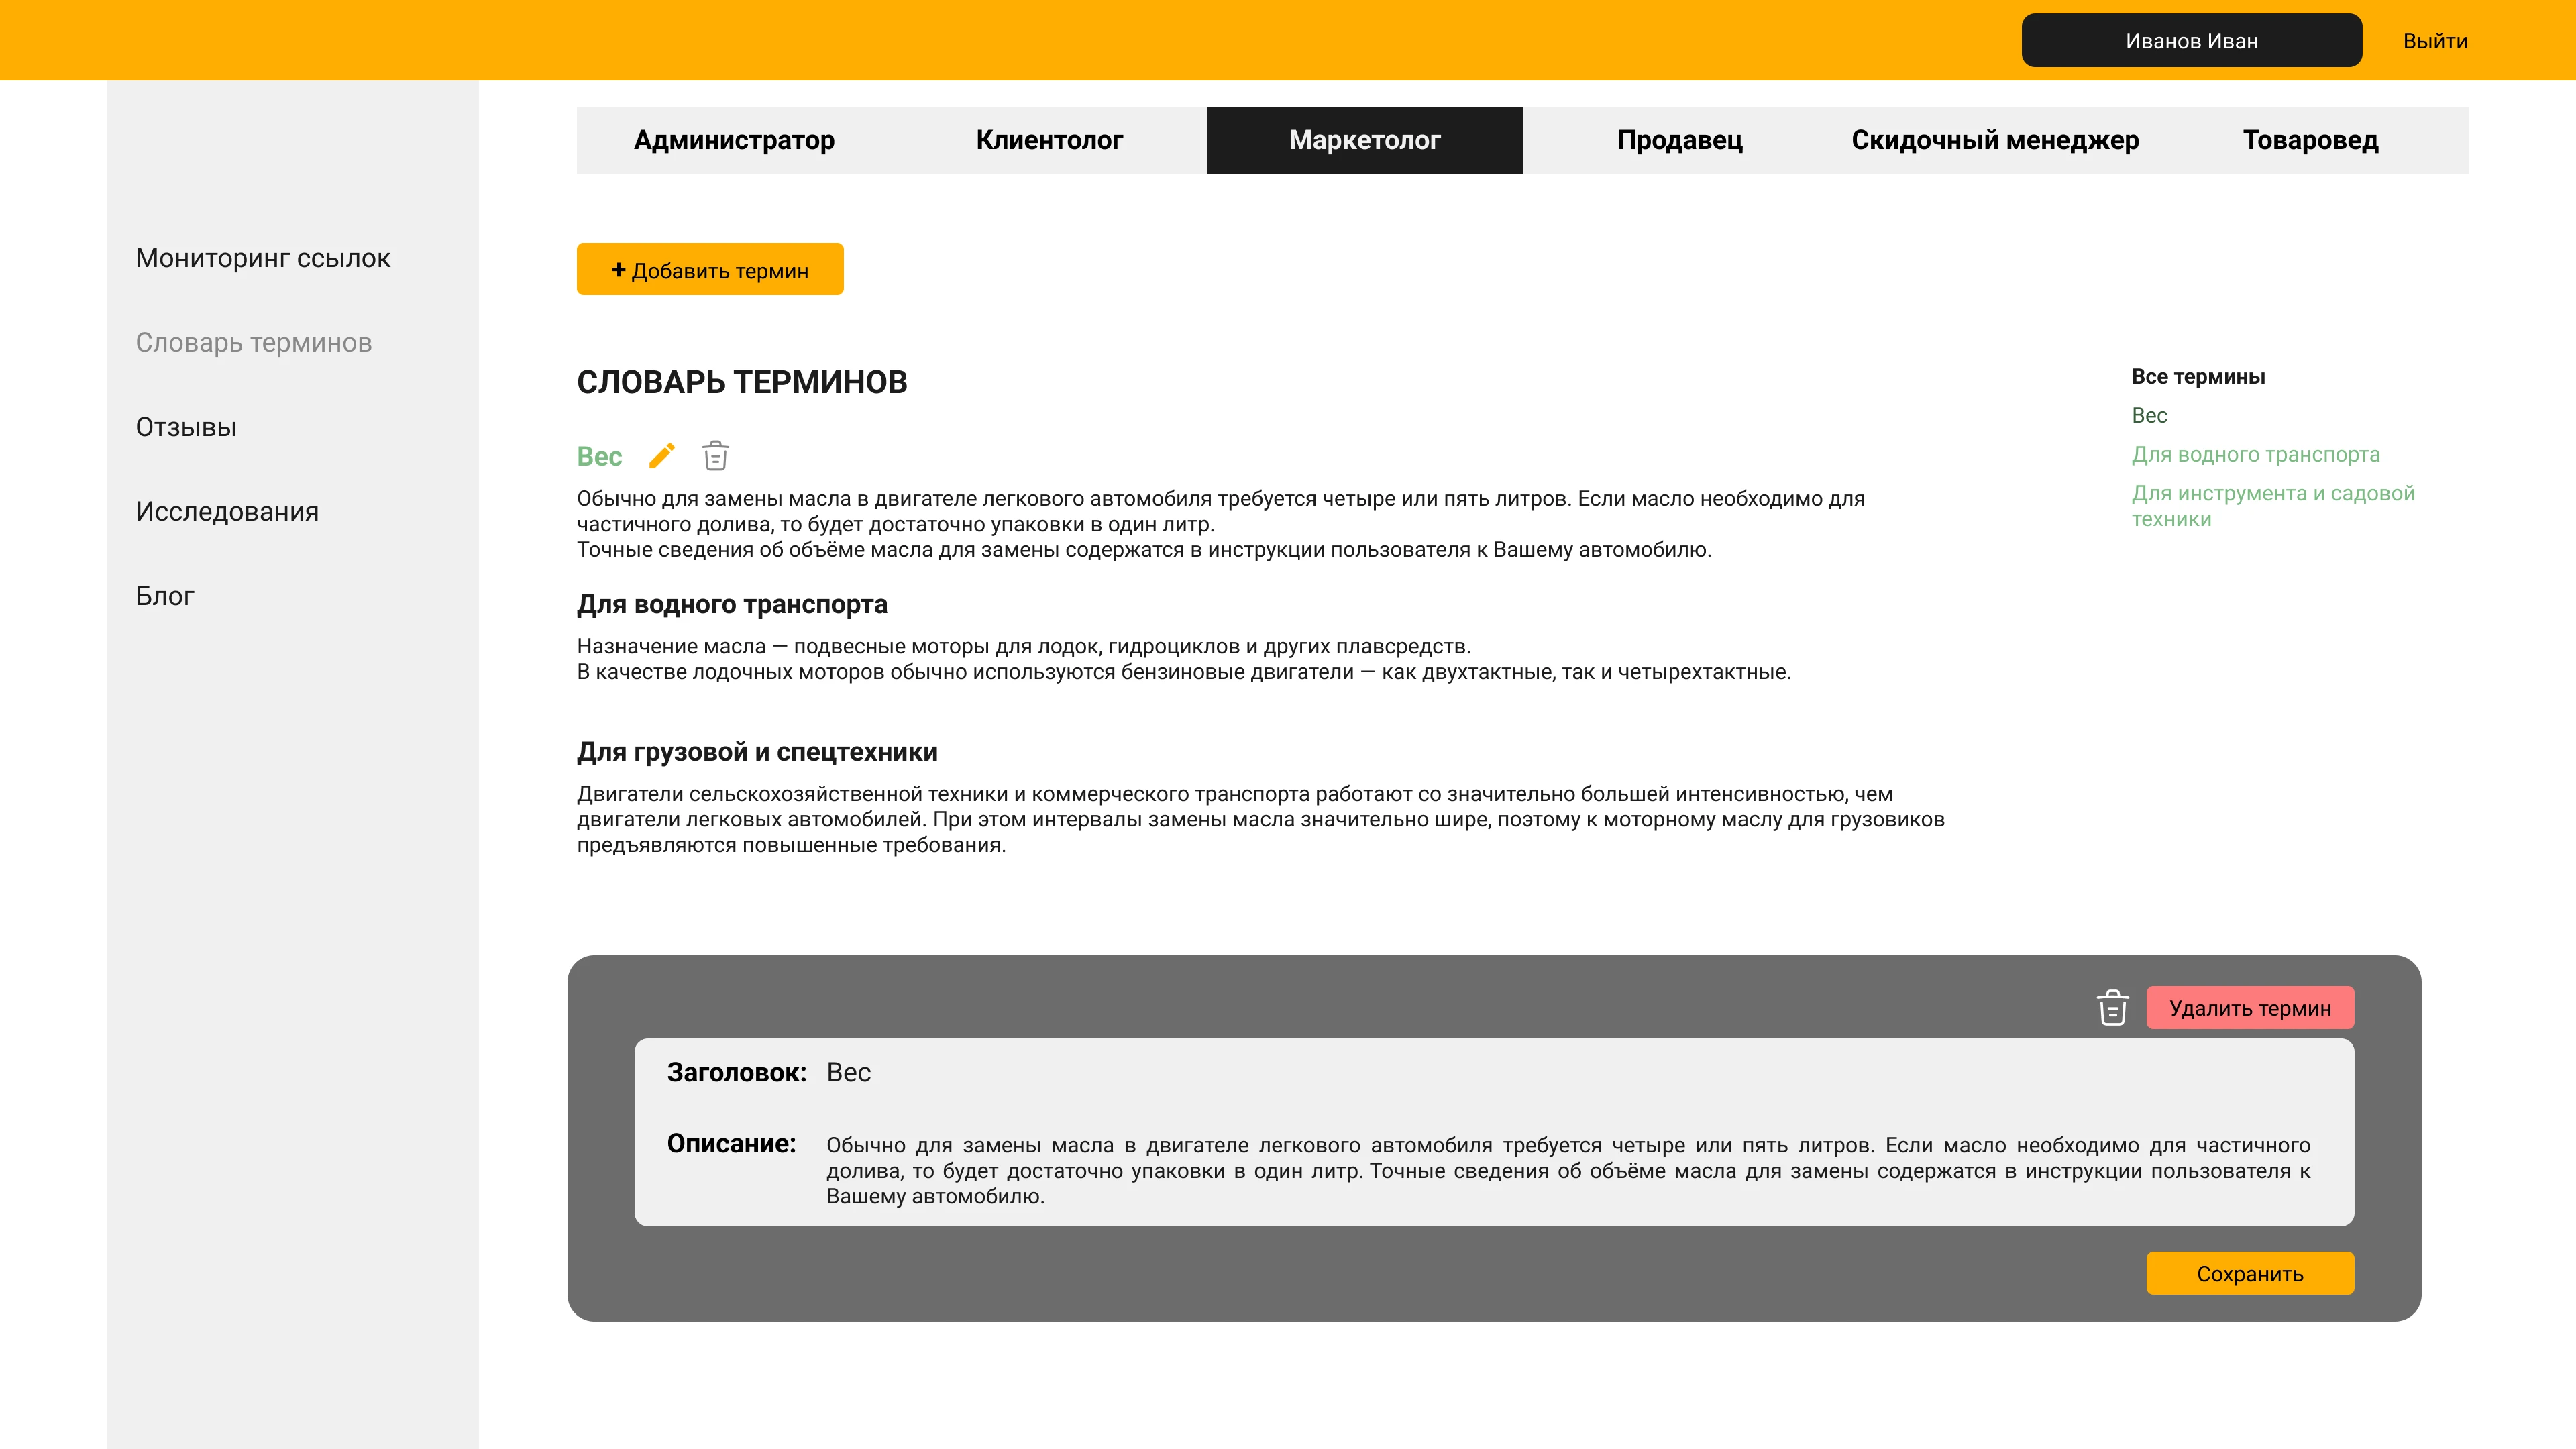 Иванов Иван
Выйти
Администратор
Клиентолог
Маркетолог
Продавец
Скидочный менеджер
Товаровед
Мониторинг ссылок
Словарь терминов
Отзывы
Исследования
Блог
+ Добавить термин
СЛОВАРЬ ТЕРМИНОВ
Вес
Обычно для замены масла в двигателе легкового автомобиля требуется четыре или пять литров. Если масло необходимо для
частичного долива, то будет достаточно упаковки в один литр.
Точные сведения об объёме масла для замены содержатся в инструкции пользователя к Вашему автомобилю.
Для водного транспорта
Назначение масла — подвесные моторы для лодок, гидроциклов и других плавсредств.
В качестве лодочных моторов обычно используются бензиновые двигатели — как двухтактные, так и четырехтактные.
Для грузовой и спецтехники
Двигатели сельскохозяйственной техники и коммерческого транспорта работают со значительно большей интенсивностью, чем
двигатели легковых автомобилей. При этом интервалы замены масла значительно шире, поэтому к моторному маслу для грузовиков
предъявляются повышенные требования.
Все термины
Вес
Для водного транспорта
Для инструмента и садовой
техники
Удалить термин
Заголовок: Вес
Описание: Обычно для замены масла в двигателе легкового автомобиля требуется четыре или пять литров. Если масло необходимо для частичного
долива, то будет достаточно упаковки в один литр. Точные сведения об объёме масла для замены содержатся в инструкции пользователя к
Вашему автомобилю.
Сохранить